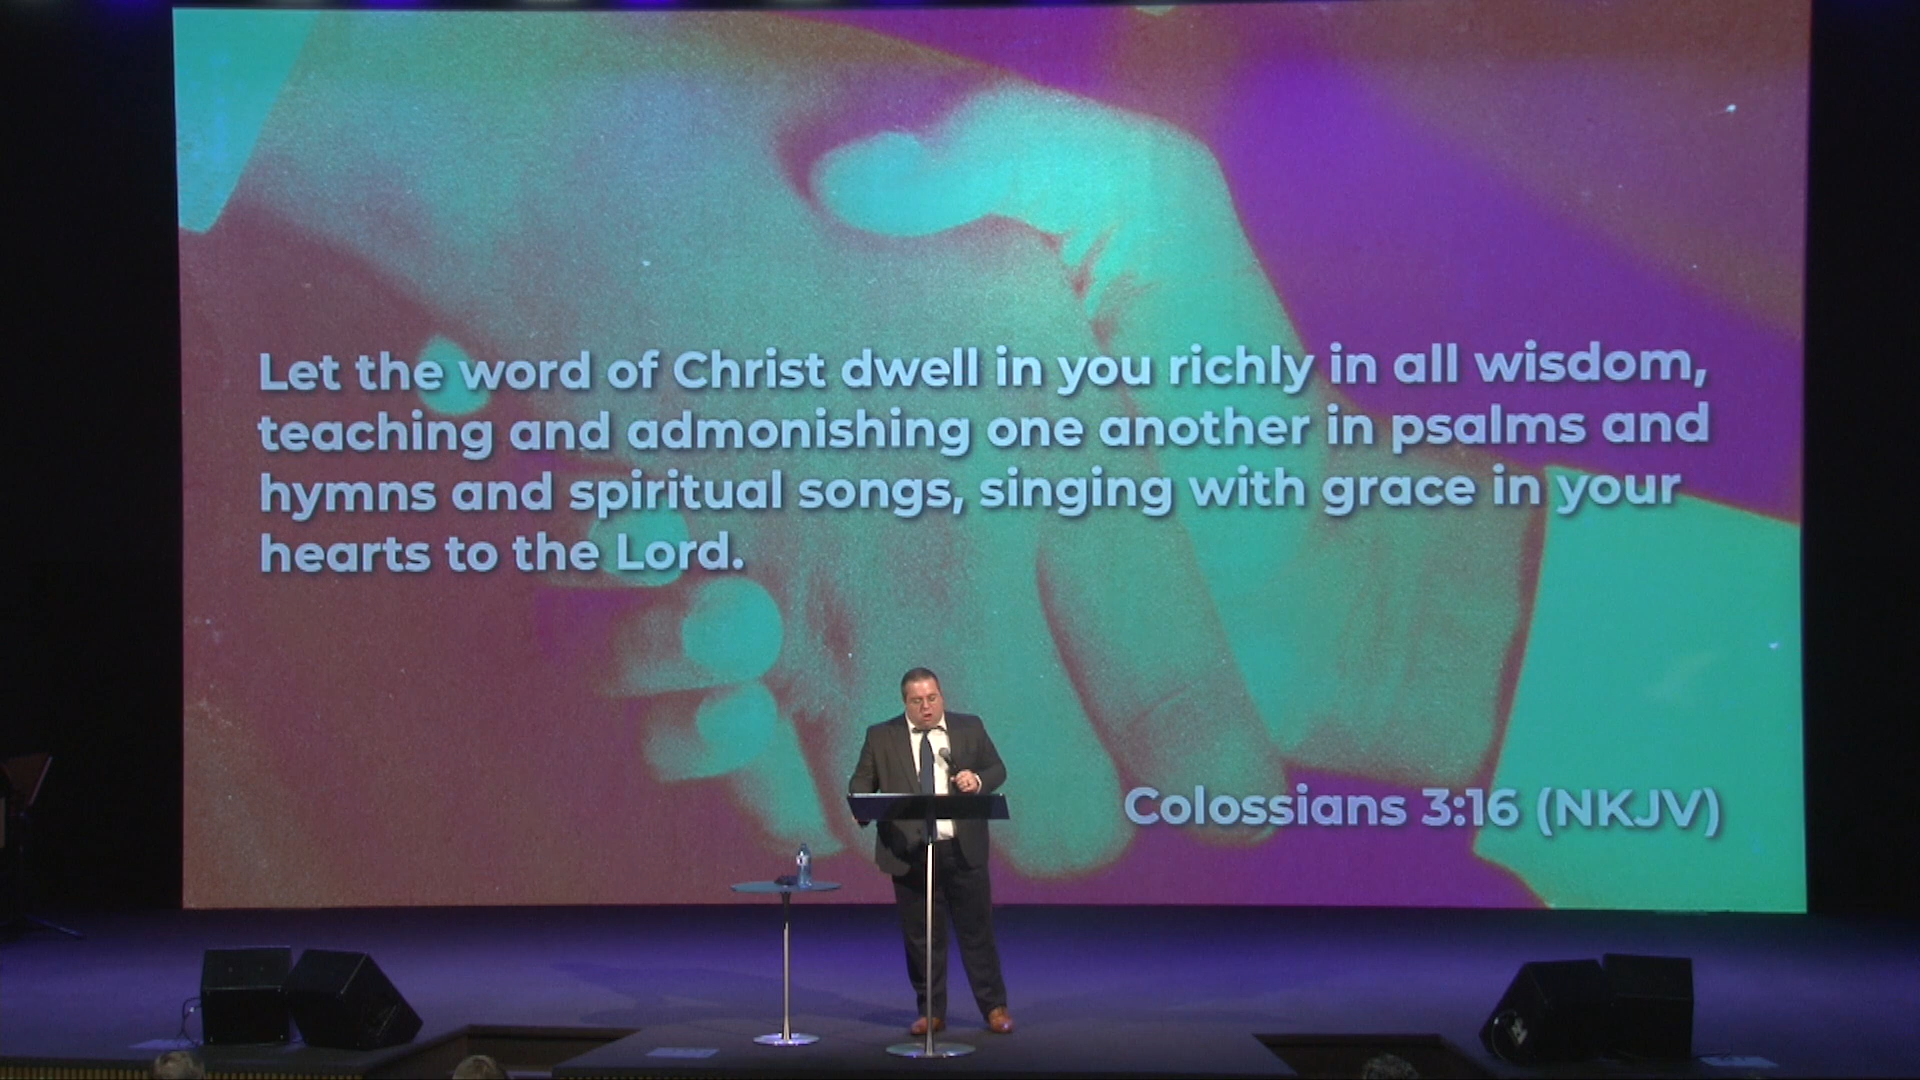 Let the word of Christ dwell in you richly in all wisdom,
teaching and admonishing one another in psalms and
hymns and spiritual songs, singing with grace in your
hearts to the Lord.
Colossians 3:16 (NKJV)